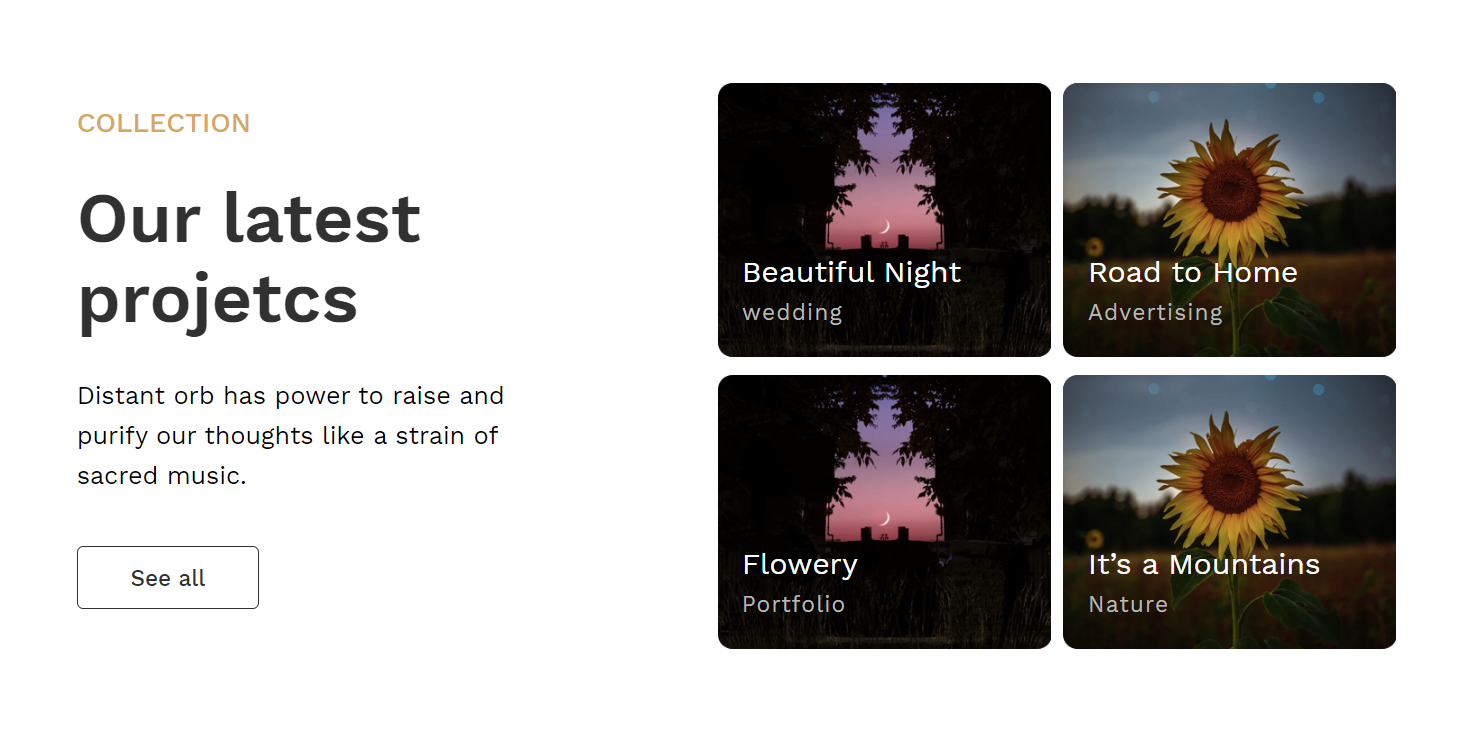 COLLECTION
Our latest
projetcs
Distant orb has power to raise and
purify our thoughts like a strain of
sacred music.
See all
Beautiful Night
wedding
Road to Home
Advertising
Flowery
Portfolio
It’s a Mountains
Nature